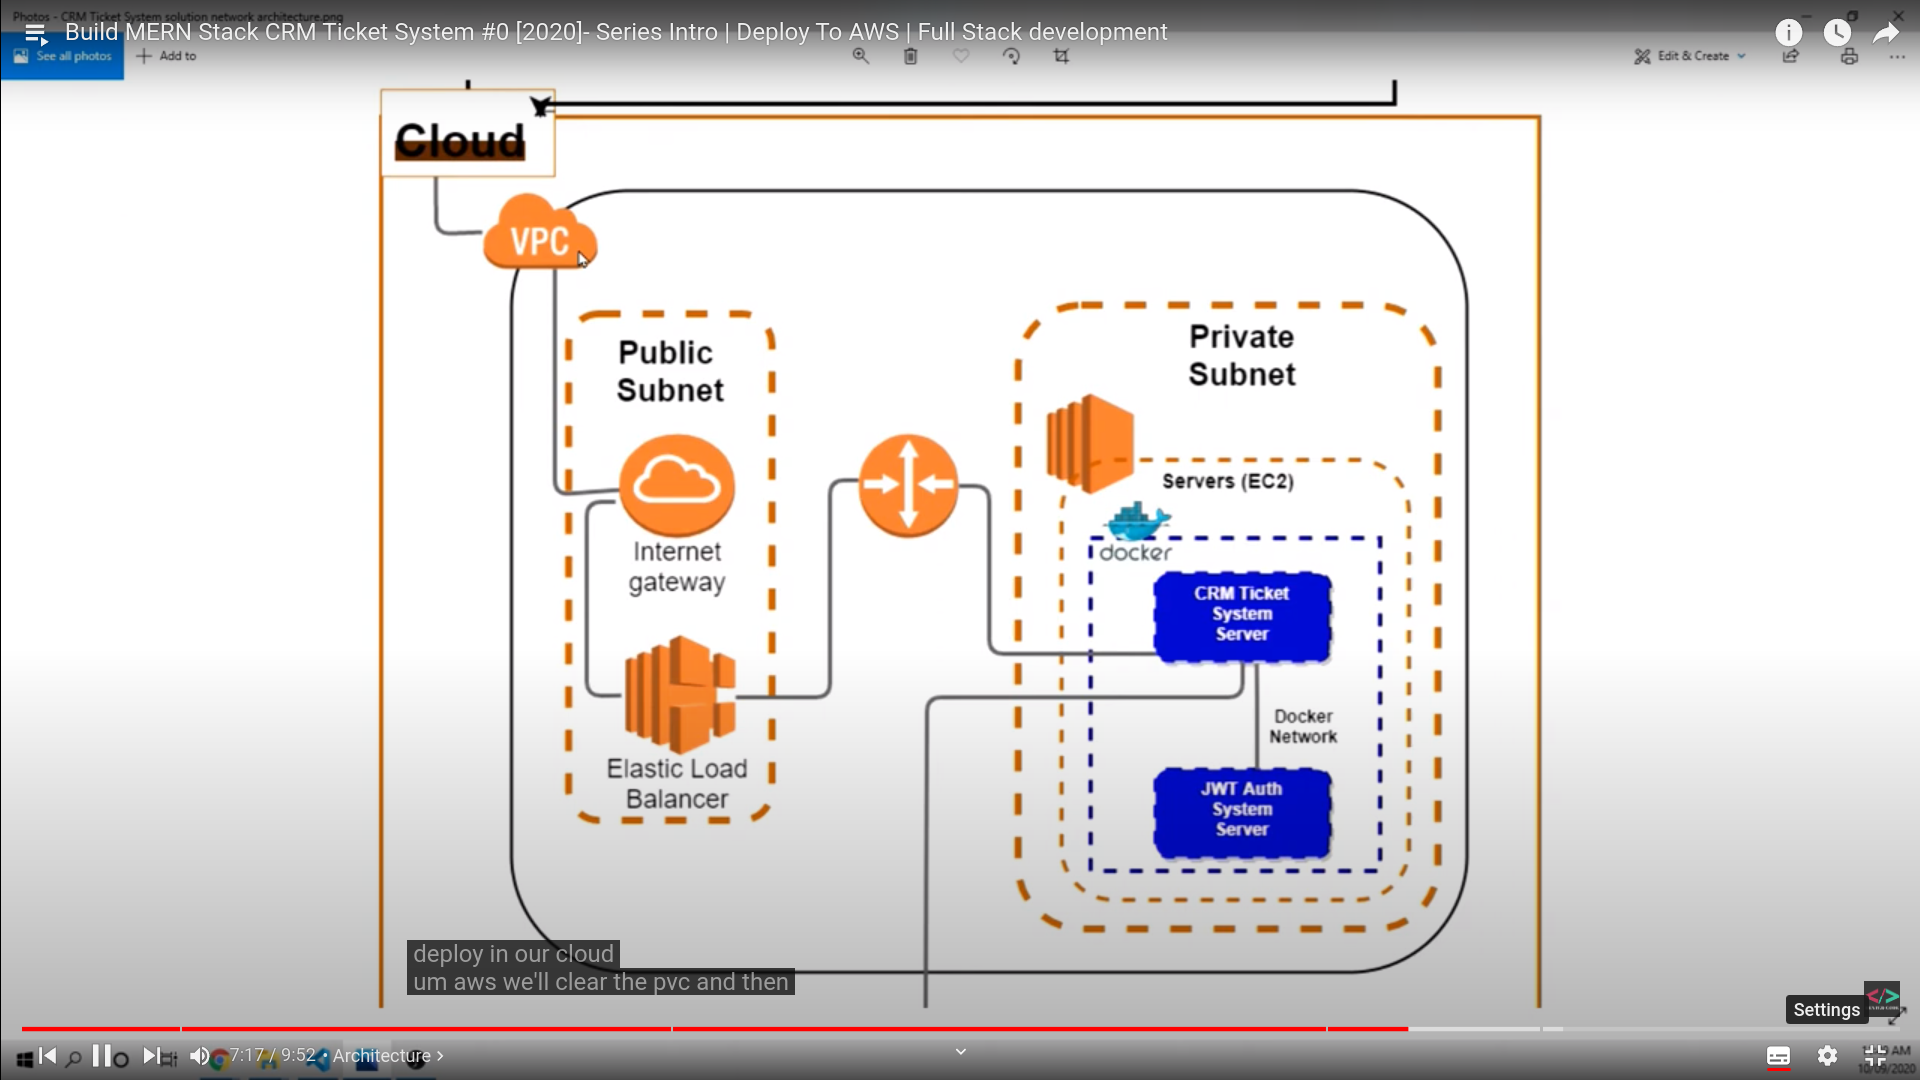 Photos - CRM Ticket System solution network architecture.png
Build MERN Stack CRM Ticket System #0 [2020]- Series Intro | Deploy To AWS | Full Stack development
See all photos
Add to
Edit & Create
Cloud
VPC
Public
Subnet
Internet
gateway
Elastic Load
Balancer
Private
Subnet
Servers (EC2)
docker
CRM Ticket
System
Server
Docker
Network
JWT Auth
System
Server
deploy in our cloud
um aws we'll clear the pvc and then
Settings
7:17 / 9:52 • Architecture